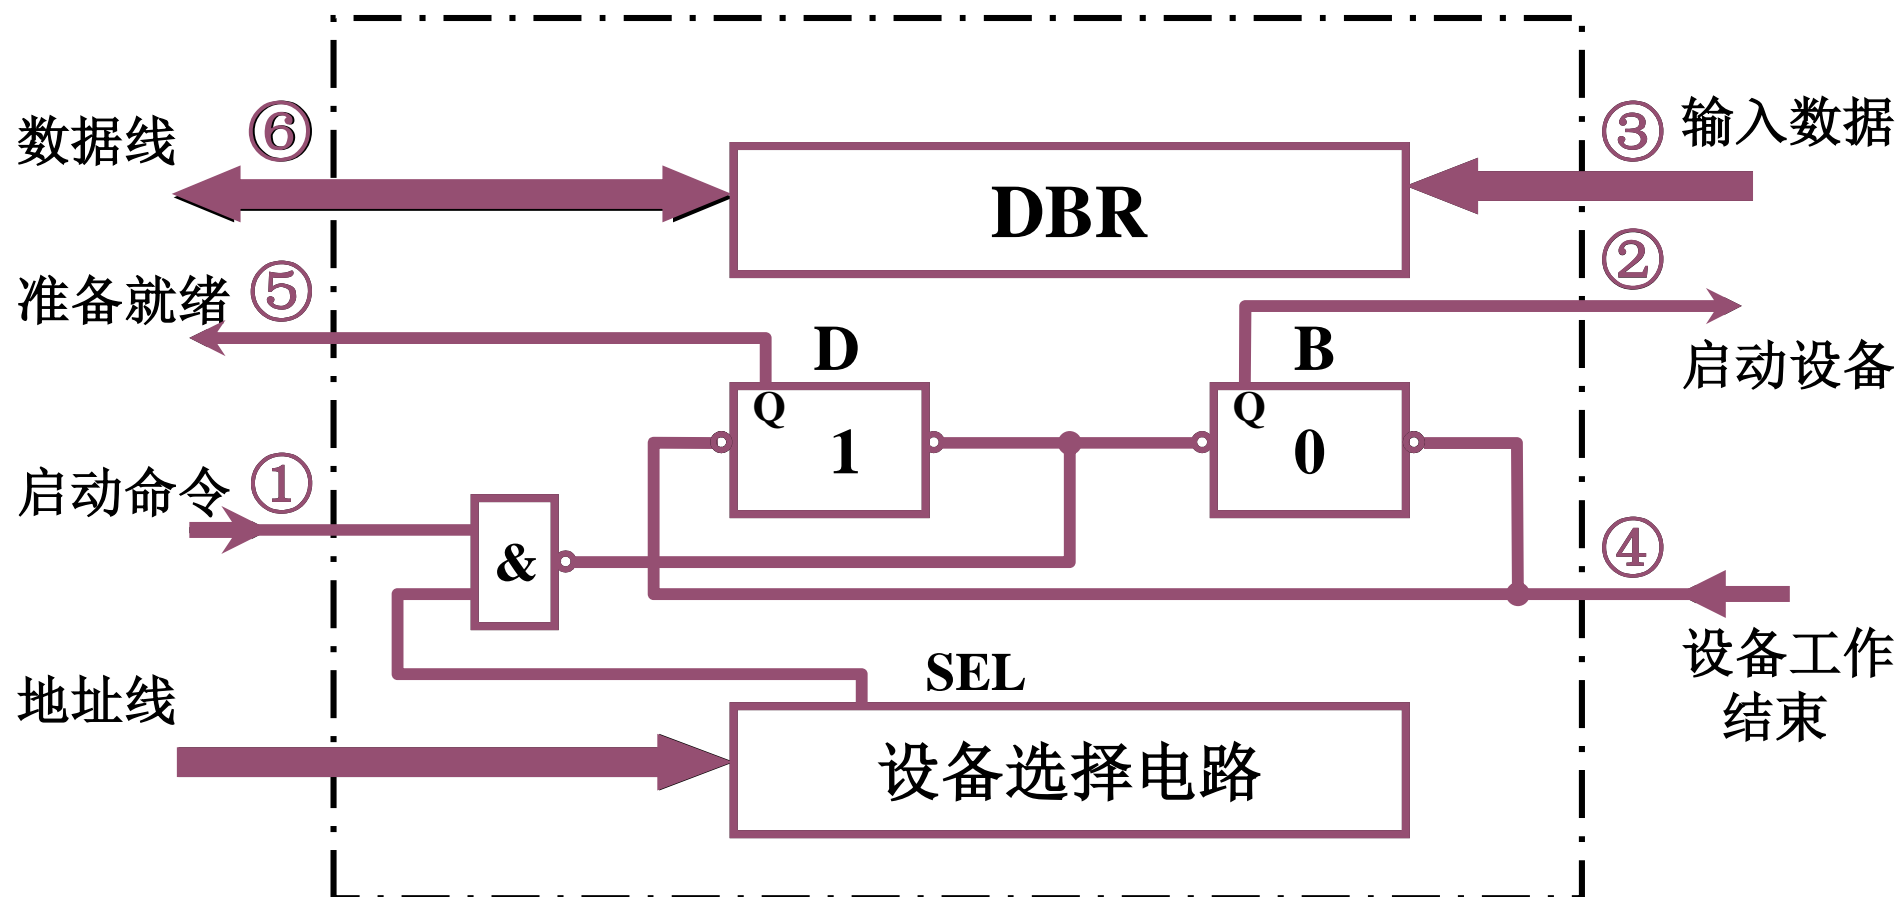 数据线 ⑥
③ 输入数据
DBR
②
准备就绪 ⑤
D
B
启动设备
Q
1
Q
0
启动命令 ①
&
④
设备工作
结束
SEL
地址线
设备选择电路